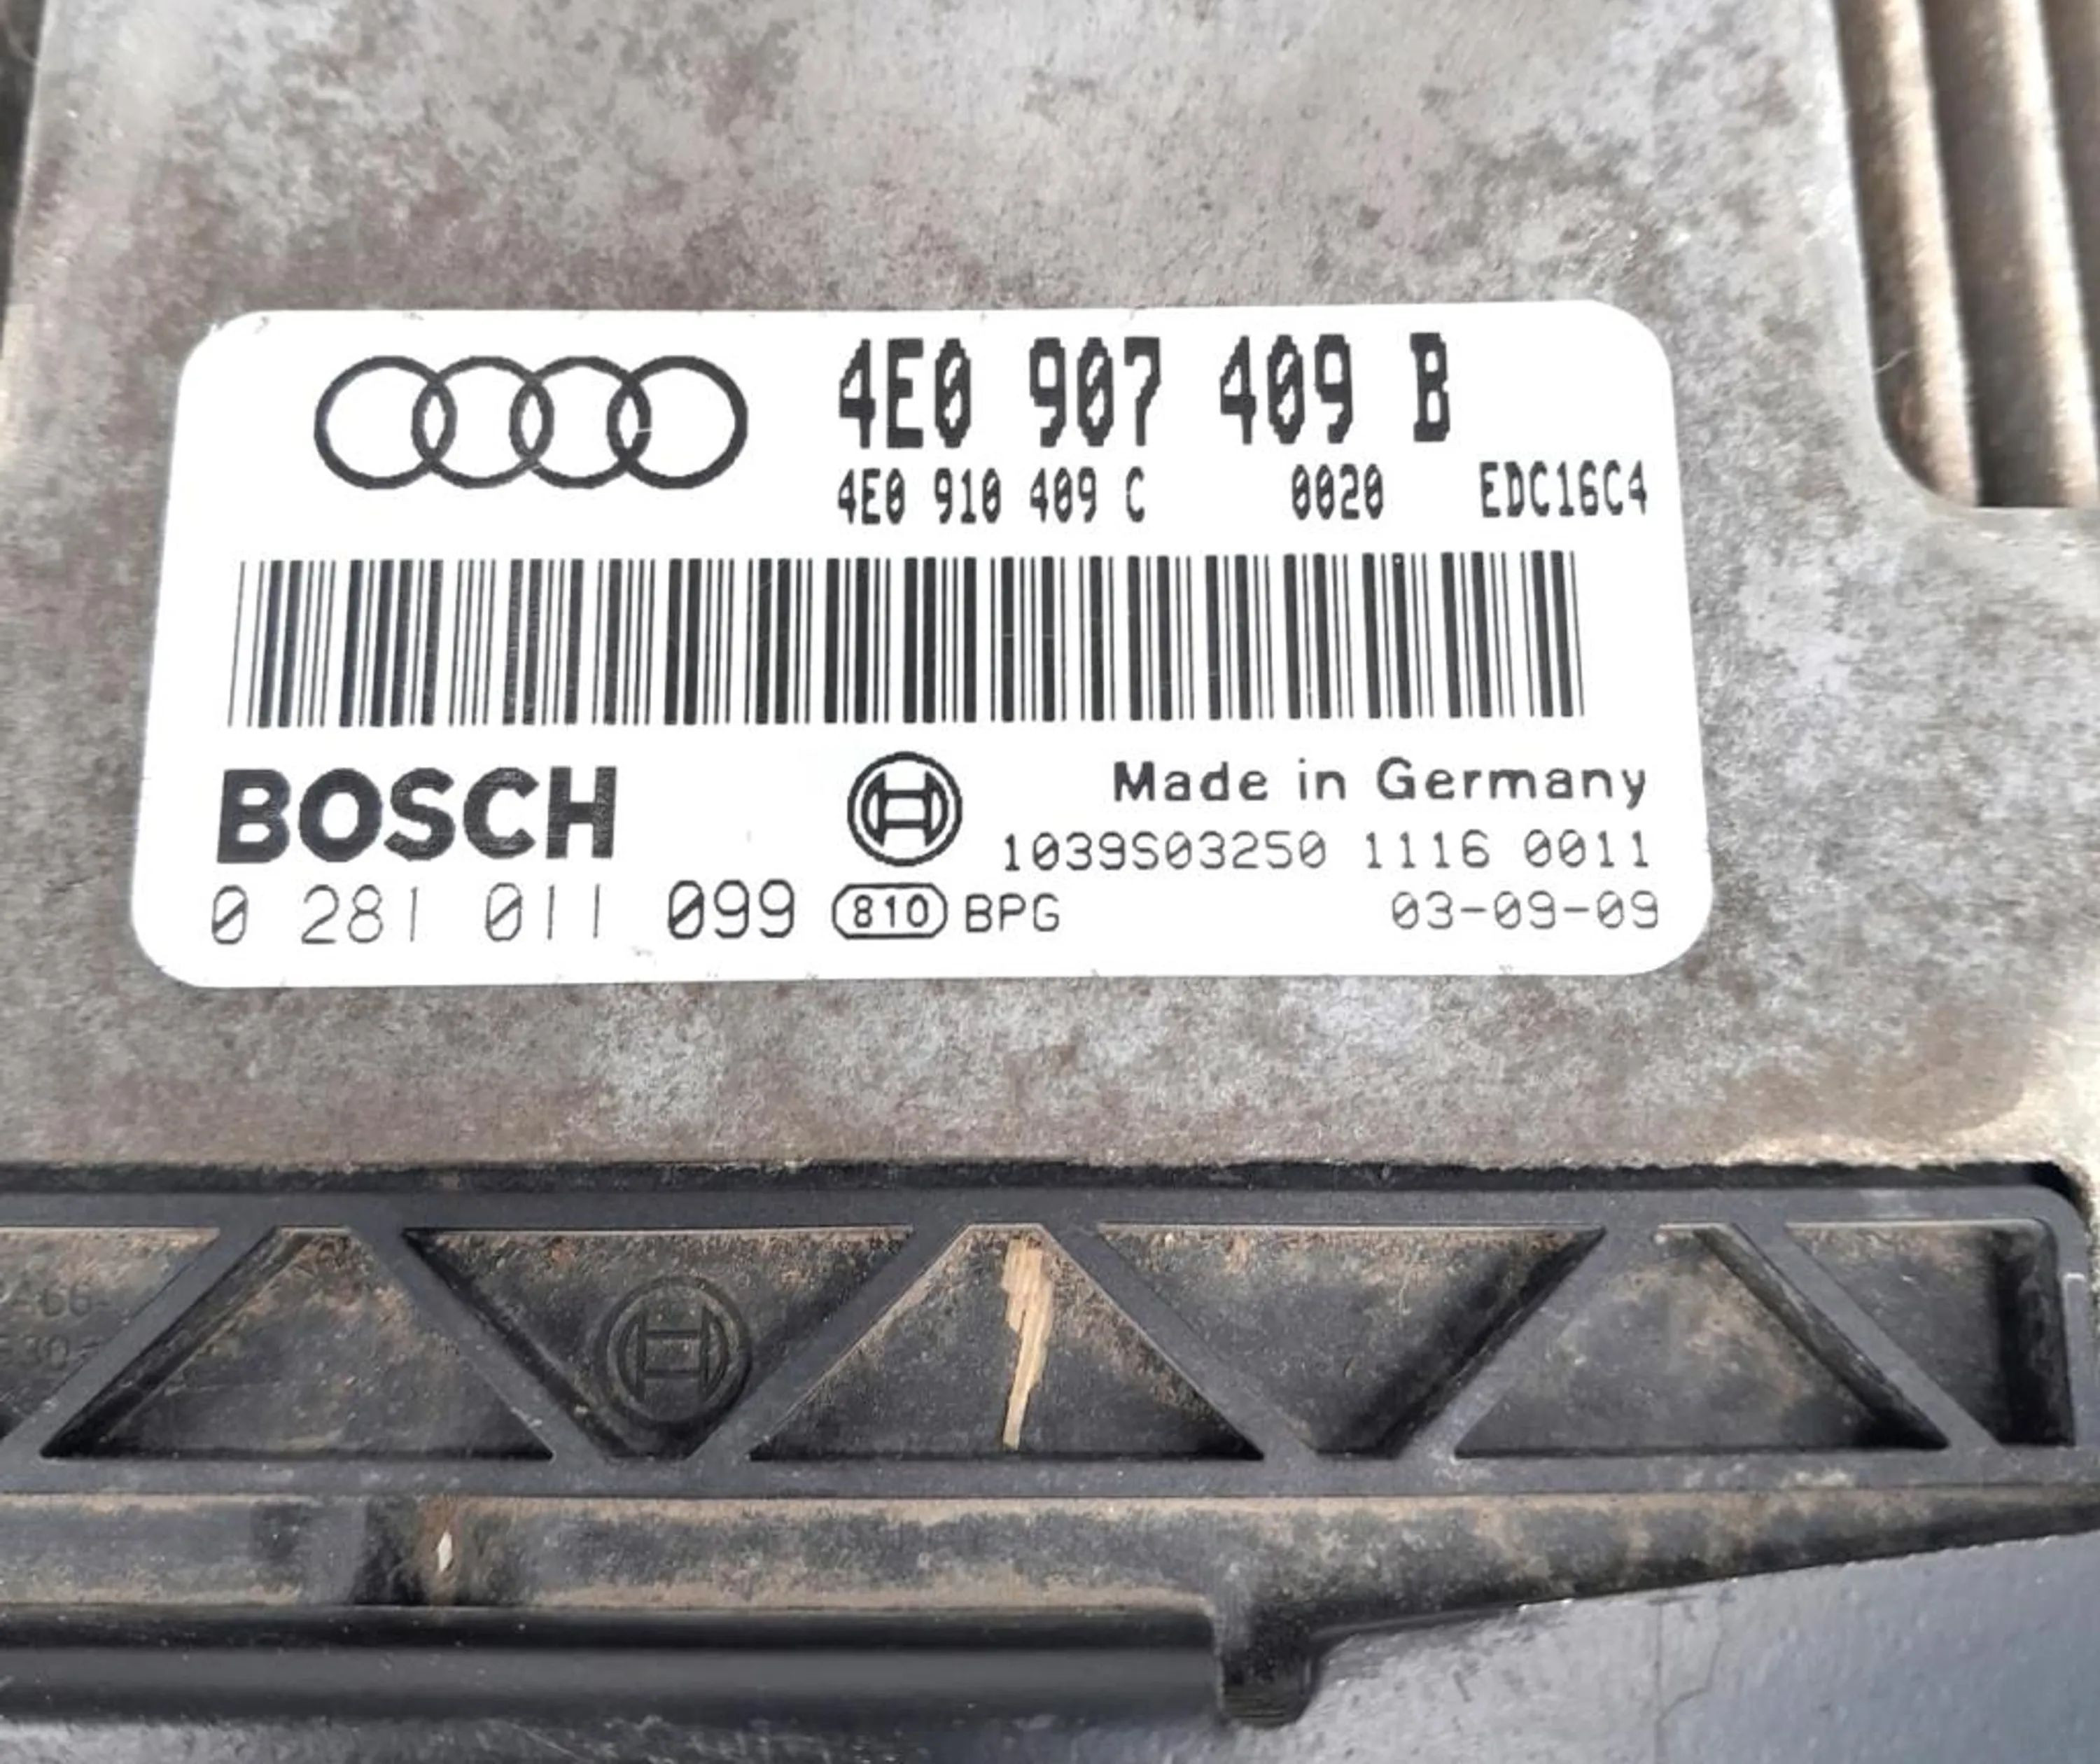 4E0 907 409 B
4E0 910 409 C 0020 EDC16C4
BOSCH
Made in Germany
1039S03250 1116 0011
0 281 011 099 810 BPG 03-09-09